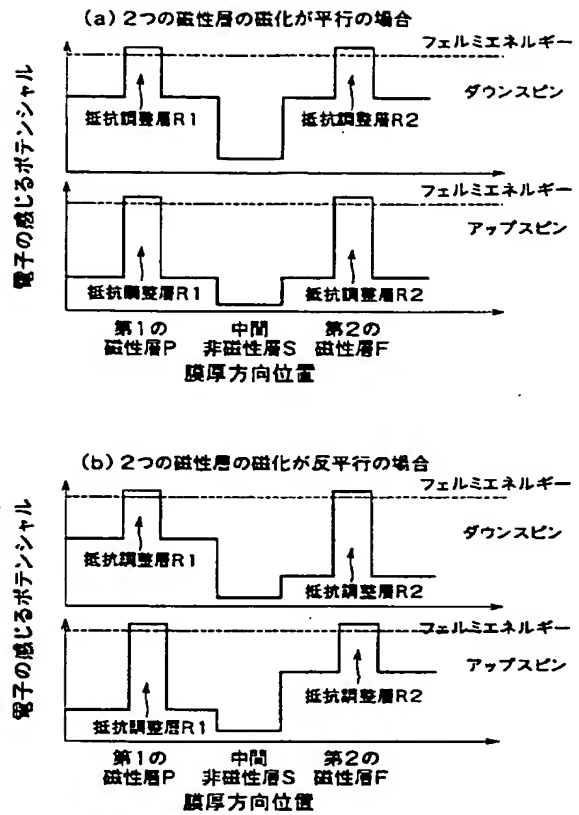 (a) 2つの磁性層の磁化が平行の場合
フェルミエネルギー
ダウンスピン
抵抗調整層R1
抵抗調整層R2
フェルミエネルギー
アップスピン
抵抗調整層R1
抵抗調整層R2
電子の感じるポテンシャル
第1の
磁性層P
中間
非磁性層S
第2の
磁性層F
膜厚方向位置
(b) 2つの磁性層の磁化が反平行の場合
フェルミエネルギー
ダウンスピン
抵抗調整層R1
抵抗調整層R2
フェルミエネルギー
アップスピン
抵抗調整層R1
抵抗調整層R2
電子の感じるポテンシャル
第1の
磁性層P
中間
非磁性層S
第2の
磁性層F
膜厚方向位置